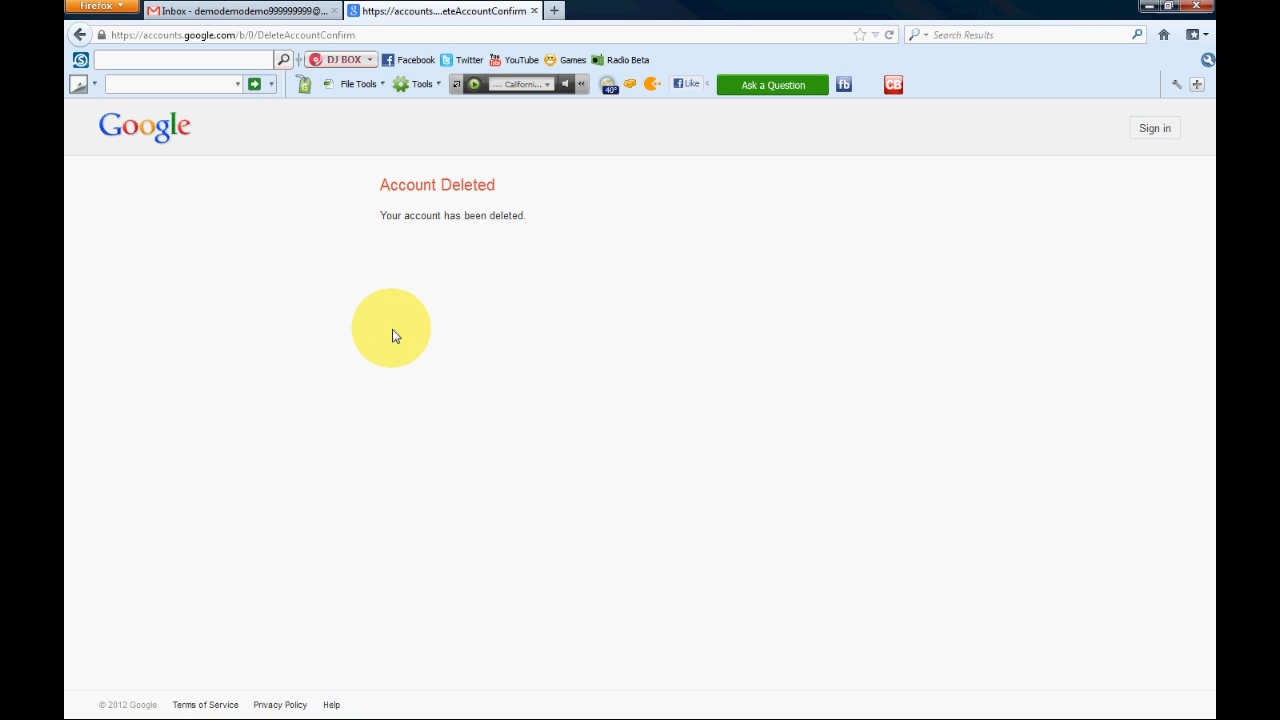 Firefox
Inbox - demodemodemo999999999@...
https://accounts....eteAccountConfirm
https://accounts.google.com/b/0/DeleteAccountConfirm
Search Results
DJ BOX
Facebook
Twitter
YouTube
Games
Radio Beta
File Tools
Tools
.... Californi...
40°
Like
Ask a Question
fb
CB
Google
Sign in
Account Deleted
Your account has been deleted.
© 2012 Google
Terms of Service
Privacy Policy
Help